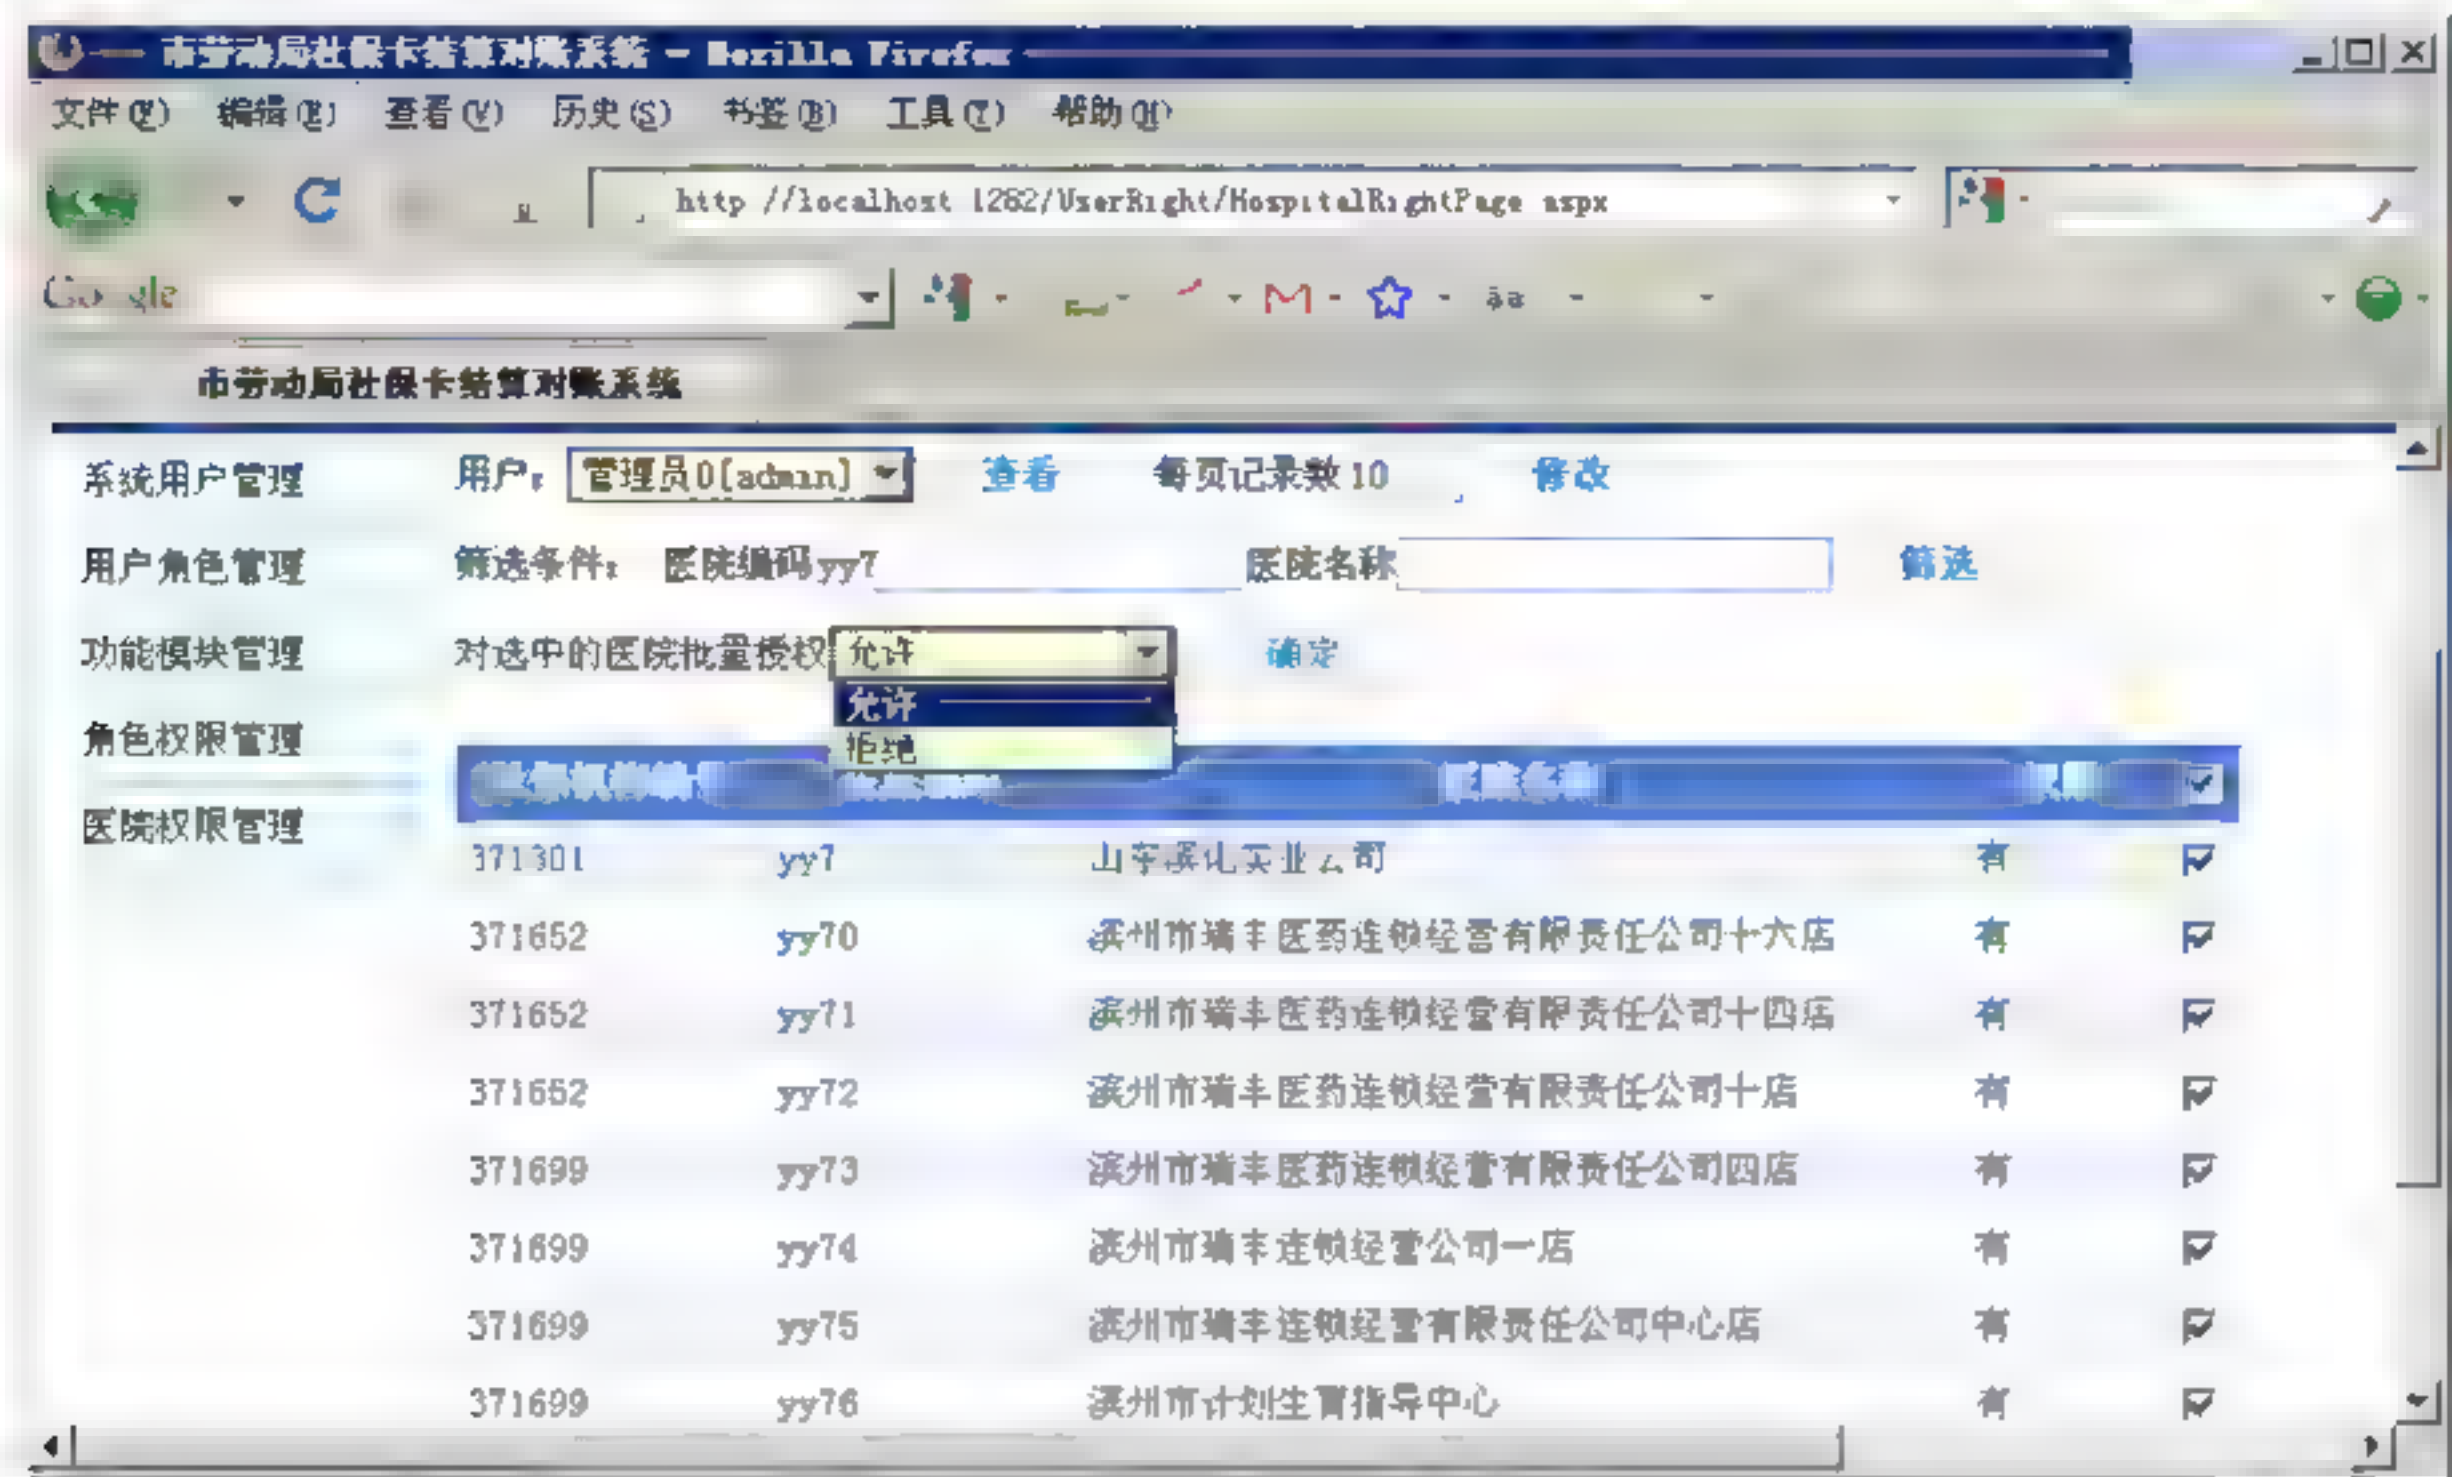 市劳动局社保卡结算对账系统 - Mozilla Firefox
文件(F) 编辑(E) 查看(V) 历史(S) 书签(B) 工具(T) 帮助(H)
http://localhost:1282/UserRight/HospitalRightPage.aspx
Google
市劳动局社保卡结算对账系统
系统用户管理
用户角色管理
功能模块管理
角色权限管理
医院权限管理
用户: 管理员0[admin] 查看 每页记录数 10 修改
筛选条件: 医院编码 yy7 医院名称 筛选
对选中的医院批量授权 允许 确定
允许
拒绝
371301 yy7 山东滨化实业公司 有
371652 yy70 滨州市瑞丰医药连锁经营有限责任公司十六店 有
371652 yy71 滨州市瑞丰医药连锁经营有限责任公司十四店 有
371652 yy72 滨州市瑞丰医药连锁经营有限责任公司十店 有
371699 yy73 滨州市瑞丰医药连锁经营有限责任公司四店 有
371699 yy74 滨州市瑞丰连锁经营公司一店 有
371699 yy75 滨州市瑞丰连锁经营有限责任公司中心店 有
371699 yy76 滨州市计划生育指导中心 有